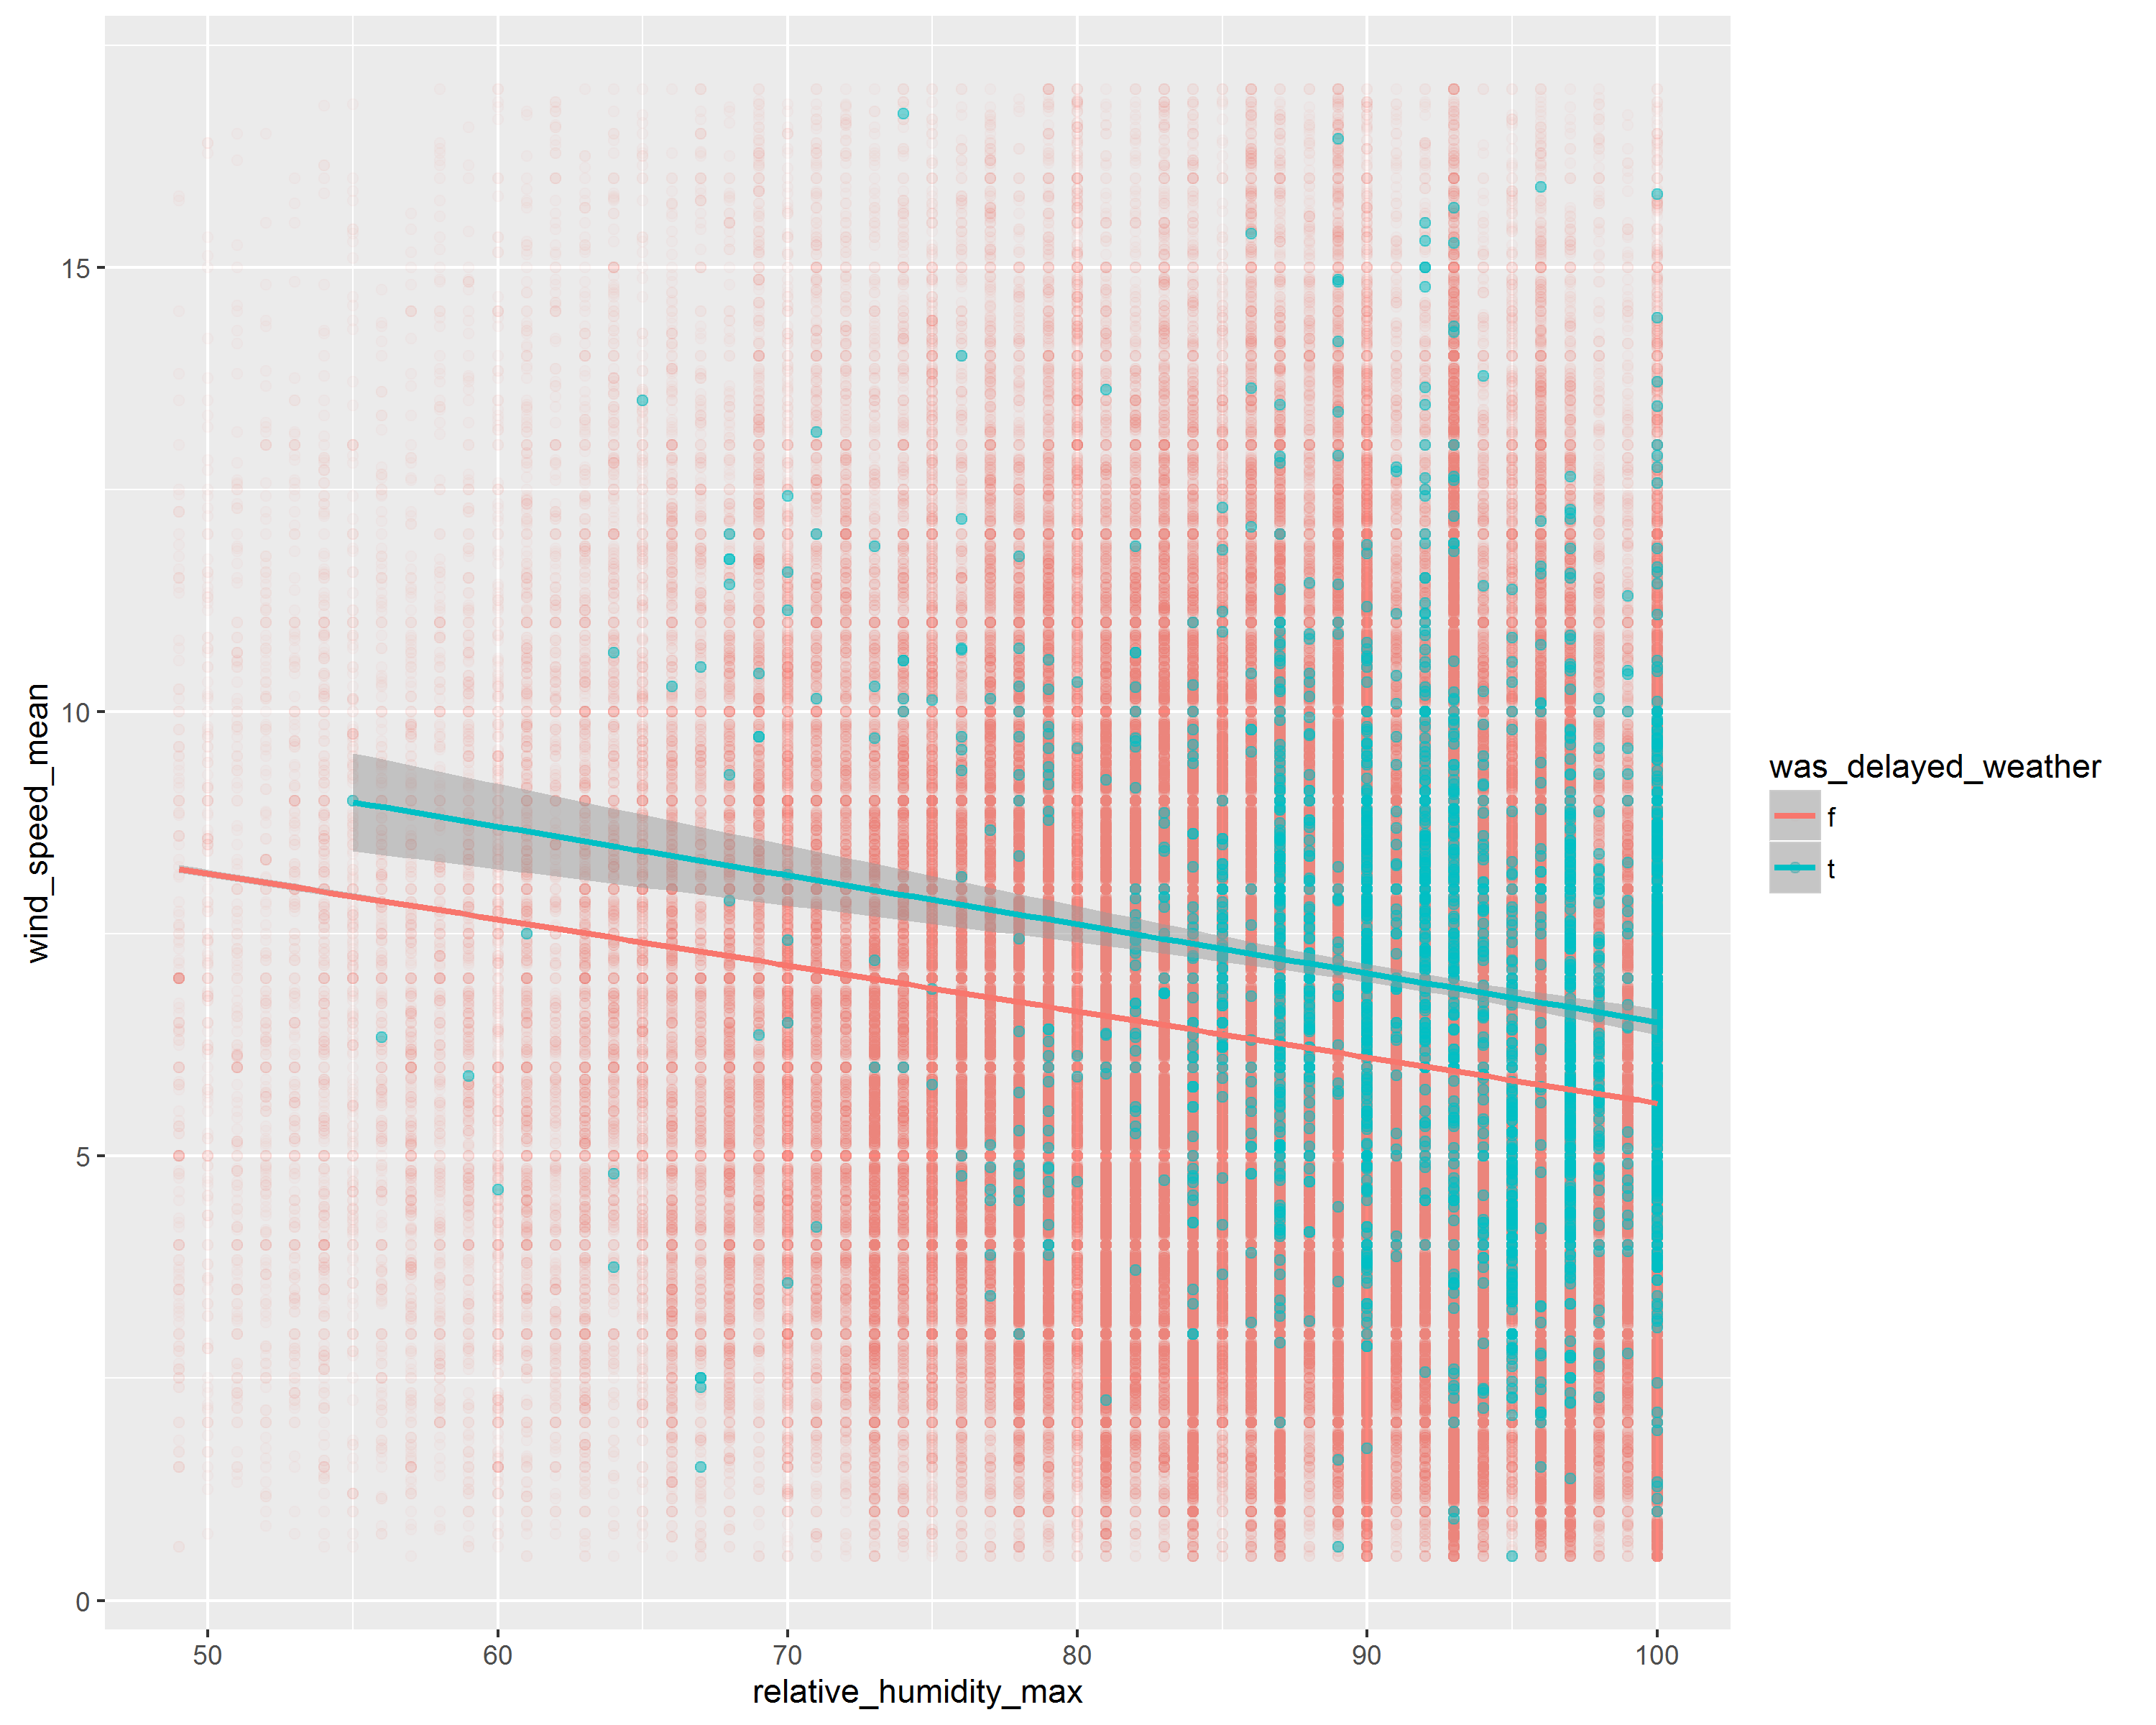 15
10
5
0
wind_speed_mean
50 60 70 80 90 100
relative_humidity_max
was_delayed_weather
f
t